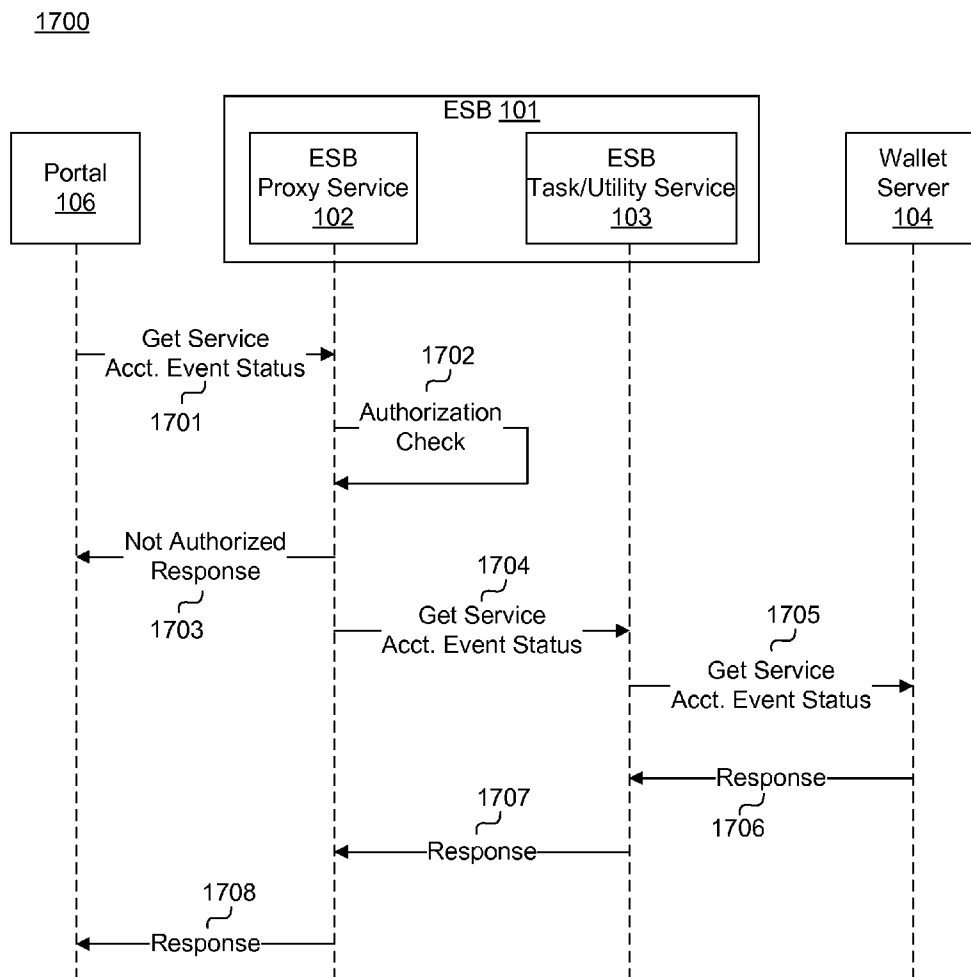 1700
ESB 101
Portal
106
ESB
Proxy Service
102
ESB
Task/Utility Service
103
Wallet
Server
104
Get Service
Acct. Event Status
1701
1702
Authorization
Check
Not Authorized
Response
1703
1704
Get Service
Acct. Event Status
1705
Get Service
Acct. Event Status
Response
1706
1707
Response
1708
Response